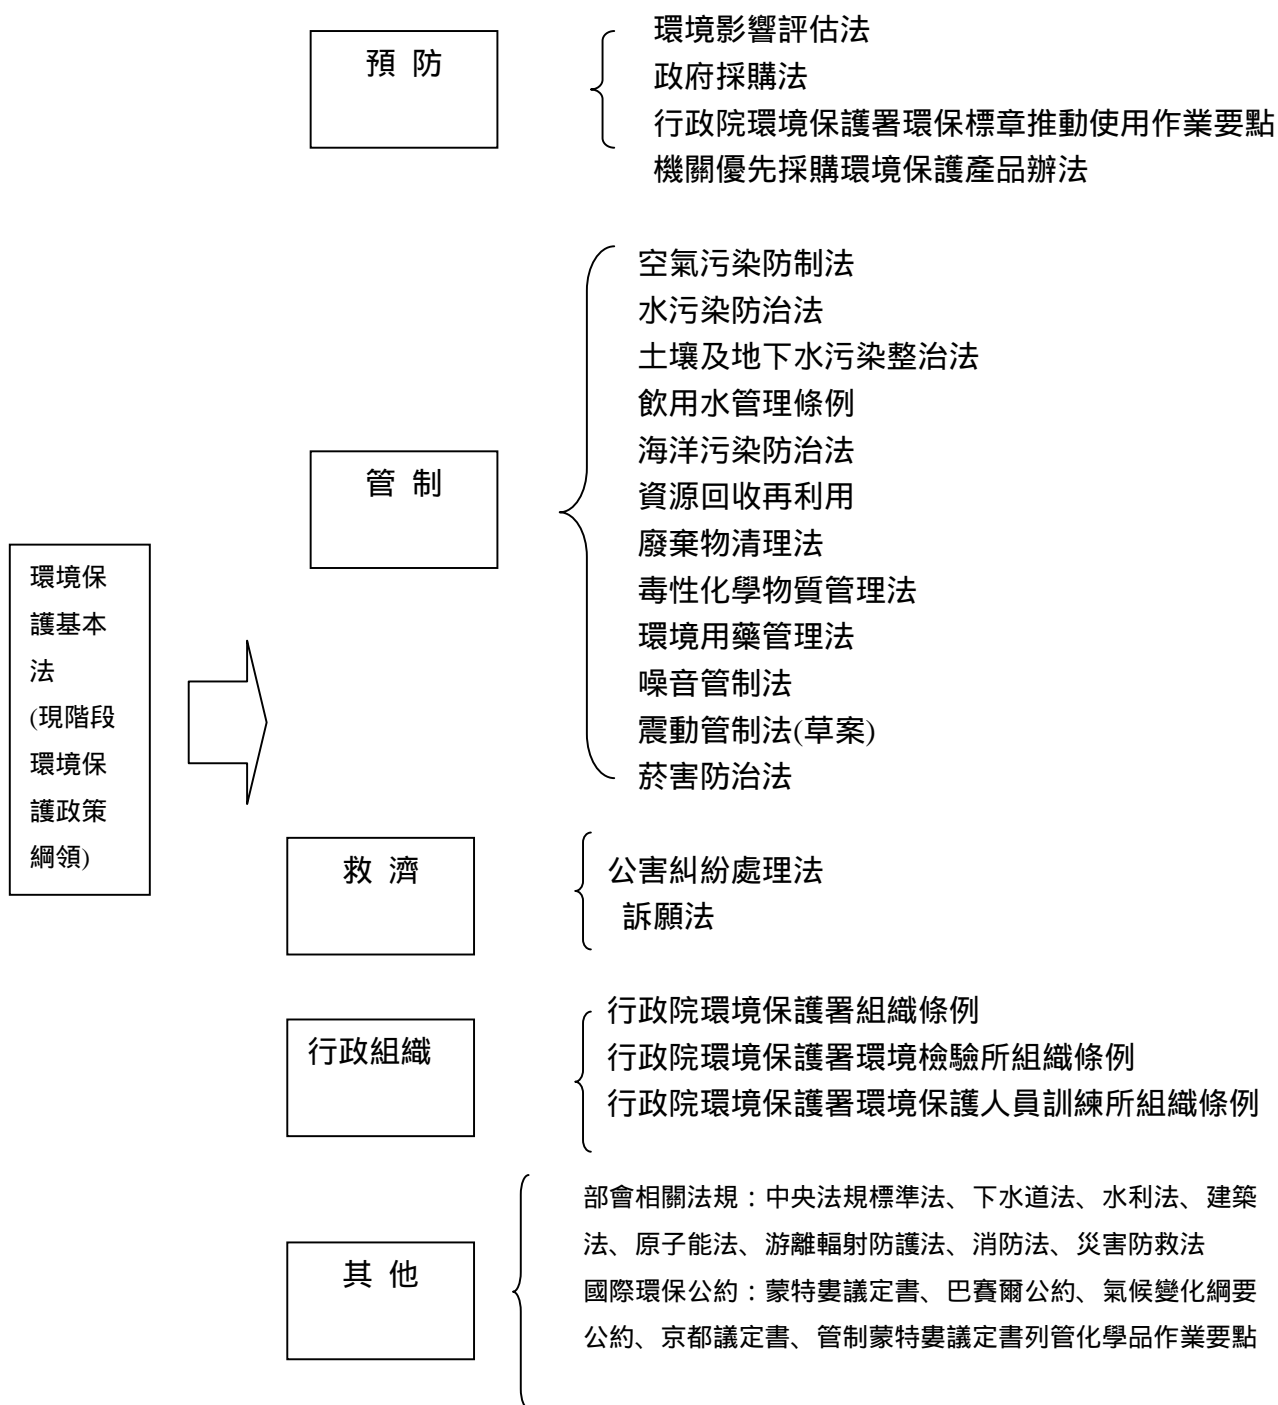 預 防
環境影響評估法
政府採購法
行政院環境保護署環保標章推動使用作業要點
機關優先採購環境保護產品辦法
管 制
空氣污染防制法
水污染防治法
土壤及地下水污染整治法
飲用水管理條例
海洋污染防治法
資源回收再利用
廢棄物清理法
毒性化學物質管理法
環境用藥管理法
噪音管制法
震動管制法(草案)
菸害防治法
環境保
護基本
法
(現階段
環境保
護政策
綱領)
救 濟
公害糾紛處理法
訴願法
行政組織
行政院環境保護署組織條例
行政院環境保護署環境檢驗所組織條例
行政院環境保護署環境保護人員訓練所組織條例
其 他
部會相關法規：中央法規標準法、下水道法、水利法、建築
法、原子能法、游離輻射防護法、消防法、災害防救法
國際環保公約：蒙特婁議定書、巴賽爾公約、氣候變化綱要
公約、京都議定書、管制蒙特婁議定書列管化學品作業要點